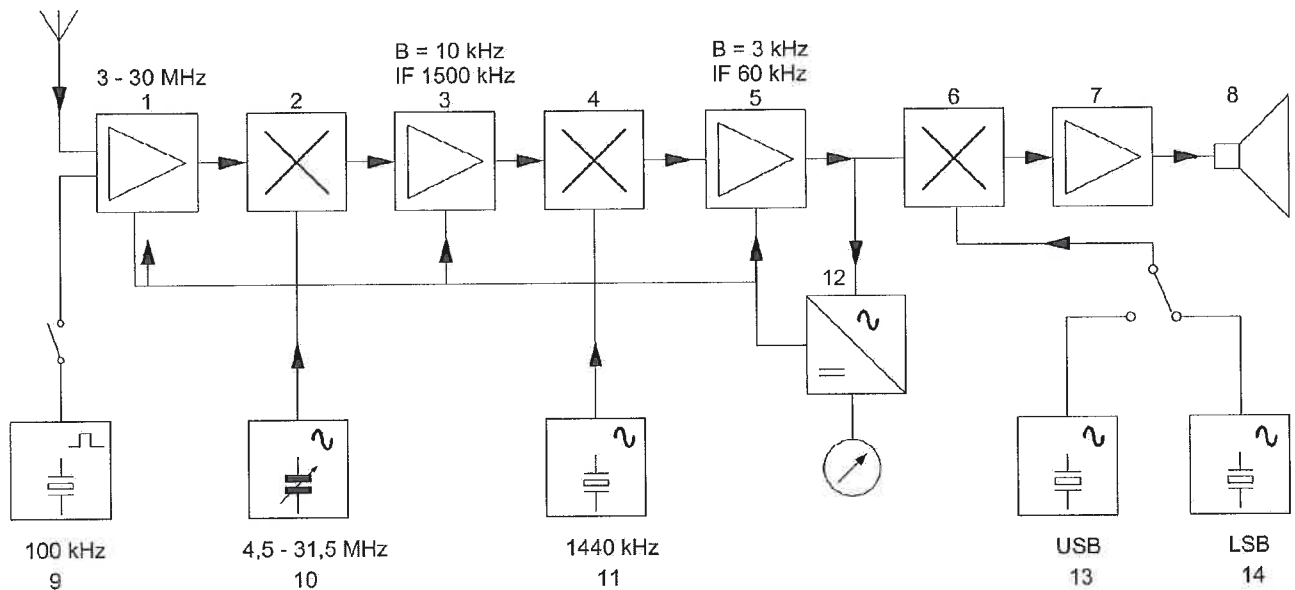 3 - 30 MHz
1
2
B = 10 kHz
IF 1500 kHz
3
4
B = 3 kHz
IF 60 kHz
5
6
7
8
12
100 kHz
9
4,5 - 31,5 MHz
10
1440 kHz
11
USB
13
LSB
14